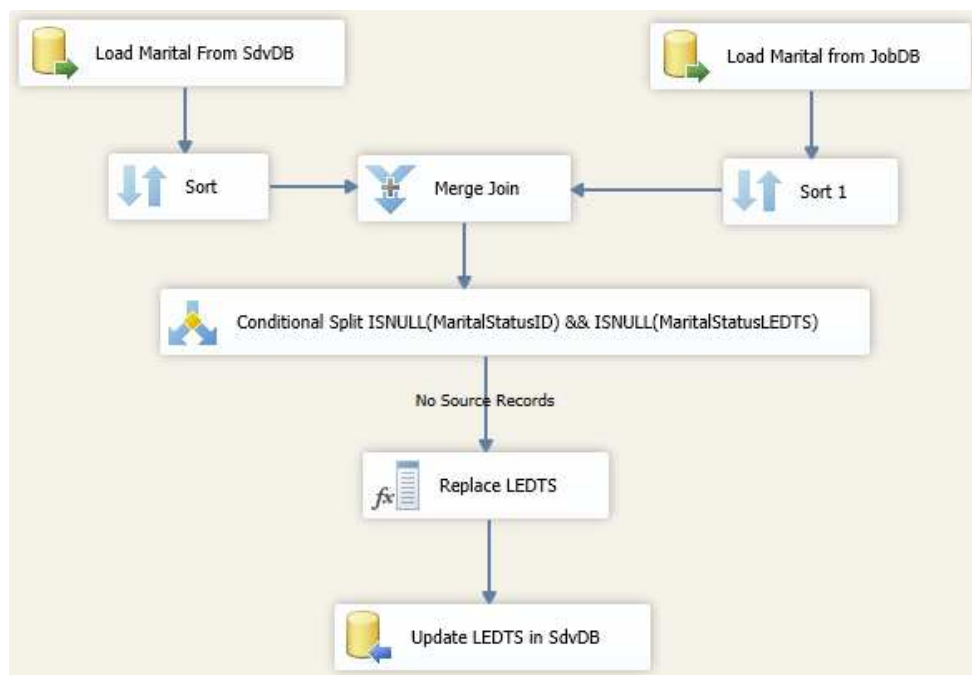 Load Marital From SdvDB
Load Marital from JobDB
Sort
Merge Join
Sort 1
Conditional Split ISNULL(MaritalStatusID) && ISNULL(MaritalStatusLEDTS)
No Source Records
fx
Replace LEDTS
Update LEDTS in SdvDB